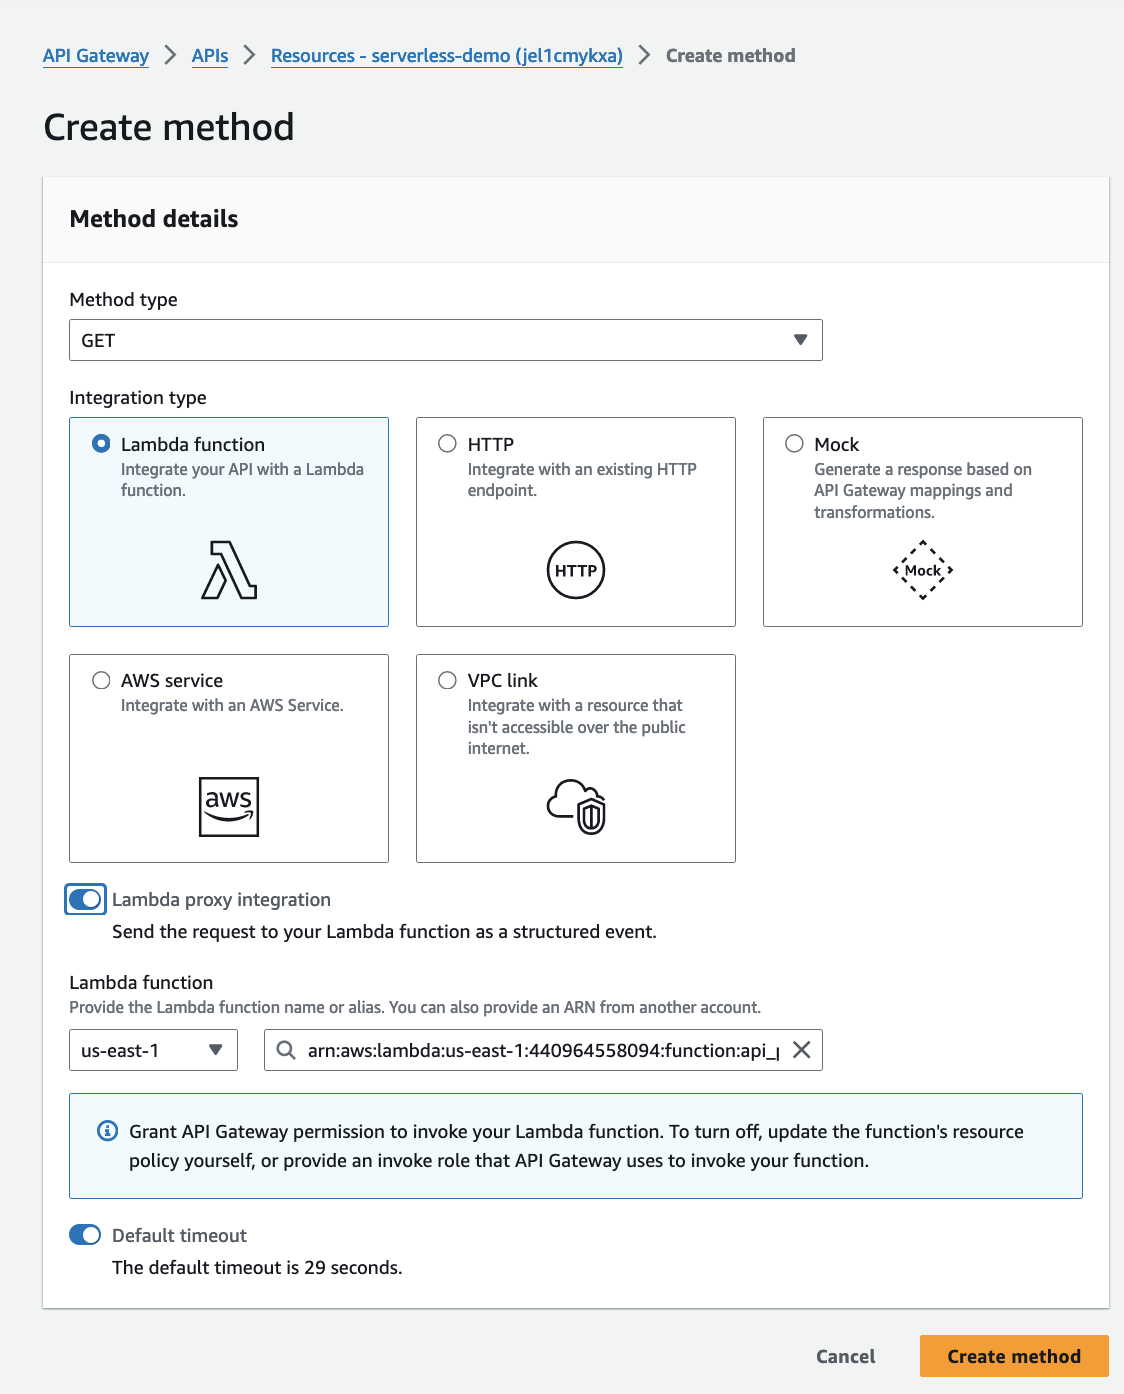 API Gateway > APIs > Resources - serverless-demo (jel1cmykxa) > Create method
Create method
Method details
Method type
GET
Integration type
Lambda function
Integrate your API with a Lambda
function.
HTTP
Integrate with an existing HTTP
endpoint.
HTTP
Mock
Generate a response based on
API Gateway mappings and
transformations.
Mock
AWS service
Integrate with an AWS Service.
aws
VPC link
Integrate with a resource that
isn't accessible over the public
internet.
Lambda proxy integration
Send the request to your Lambda function as a structured event.
Lambda function
Provide the Lambda function name or alias. You can also provide an ARN from another account.
us-east-1
arn:aws:lambda:us-east-1:440964558094:function:api_
Grant API Gateway permission to invoke your Lambda function. To turn off, update the function's resource
policy yourself, or provide an invoke role that API Gateway uses to invoke your function.
Default timeout
The default timeout is 29 seconds.
Cancel
Create method